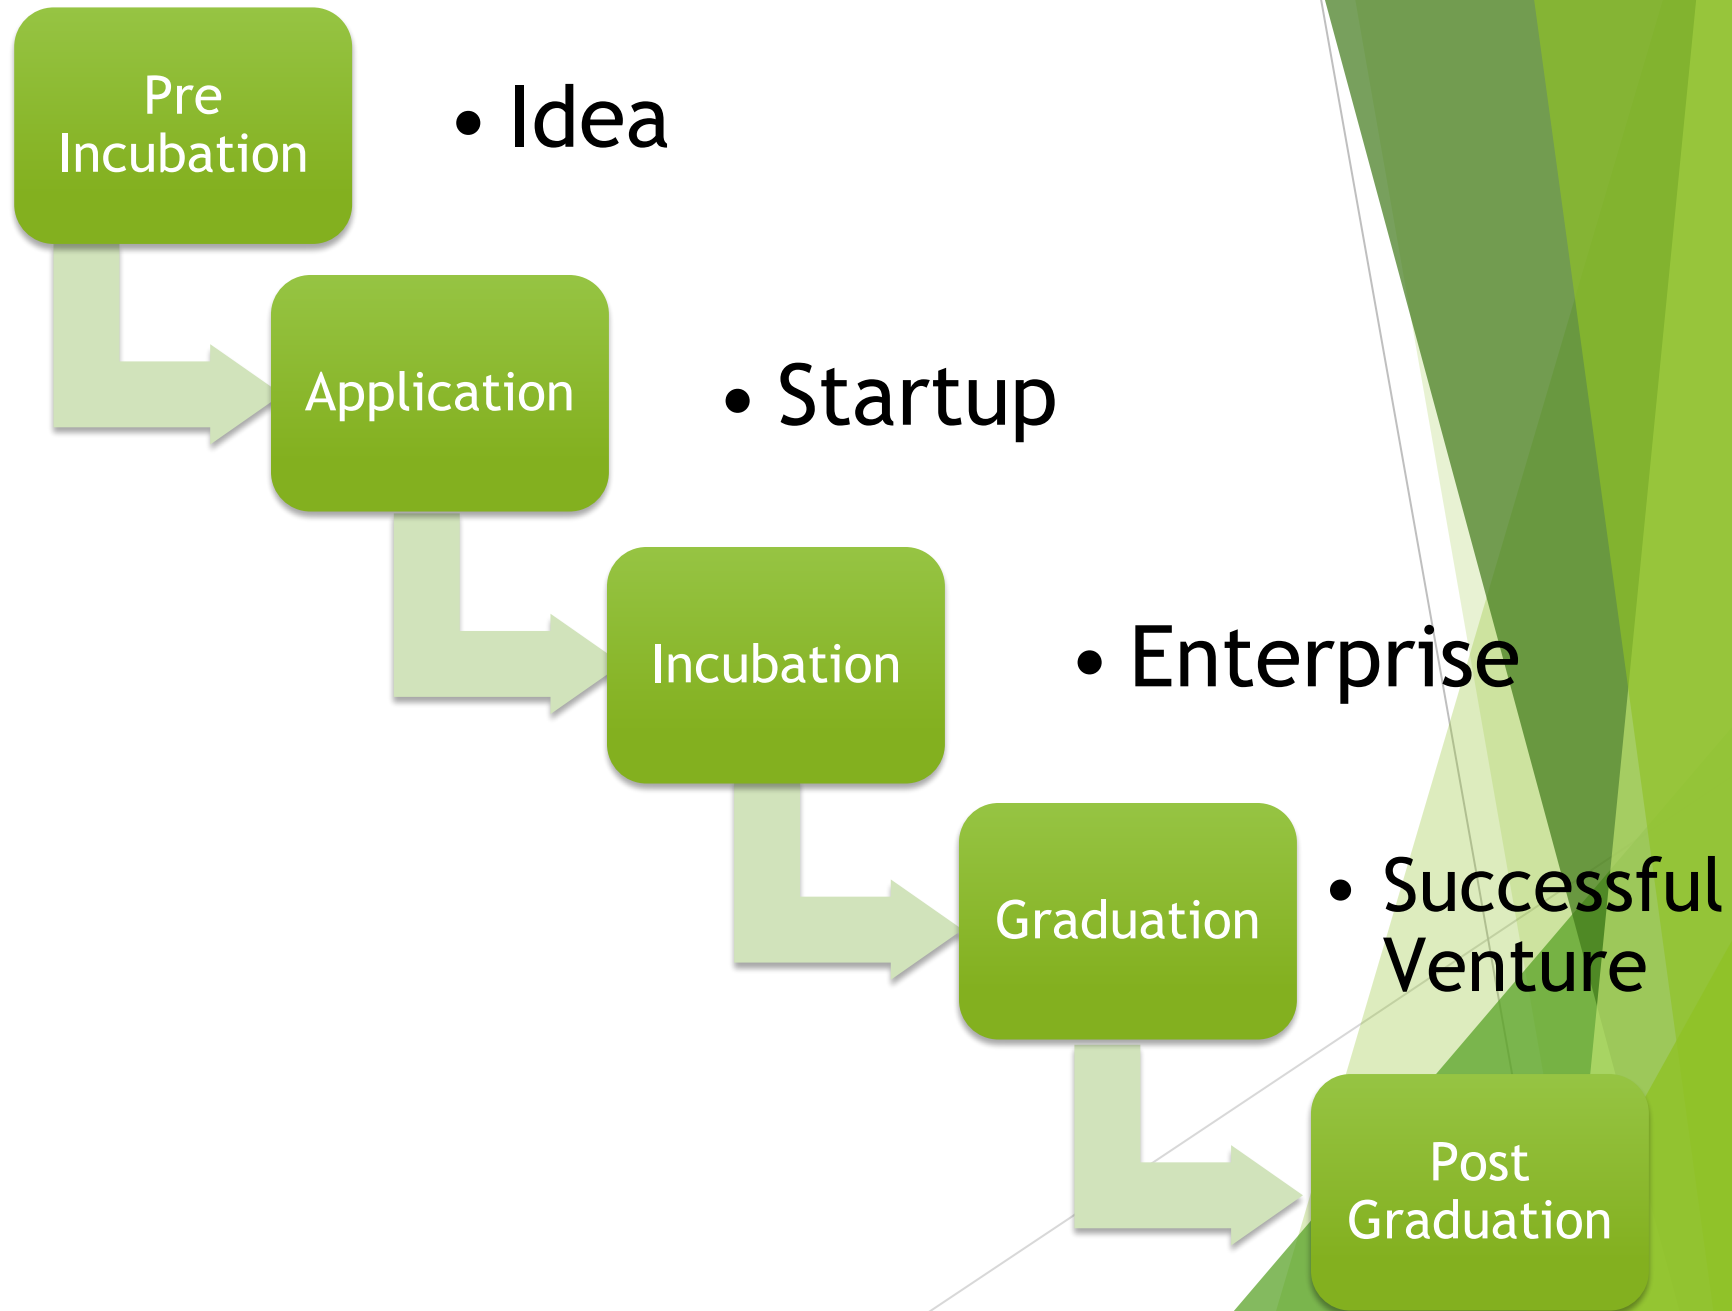 Pre
Incubation
• Idea
Application
• Startup
Incubation
• Enterprise
Graduation
• Successful
Venture
Post
Graduation